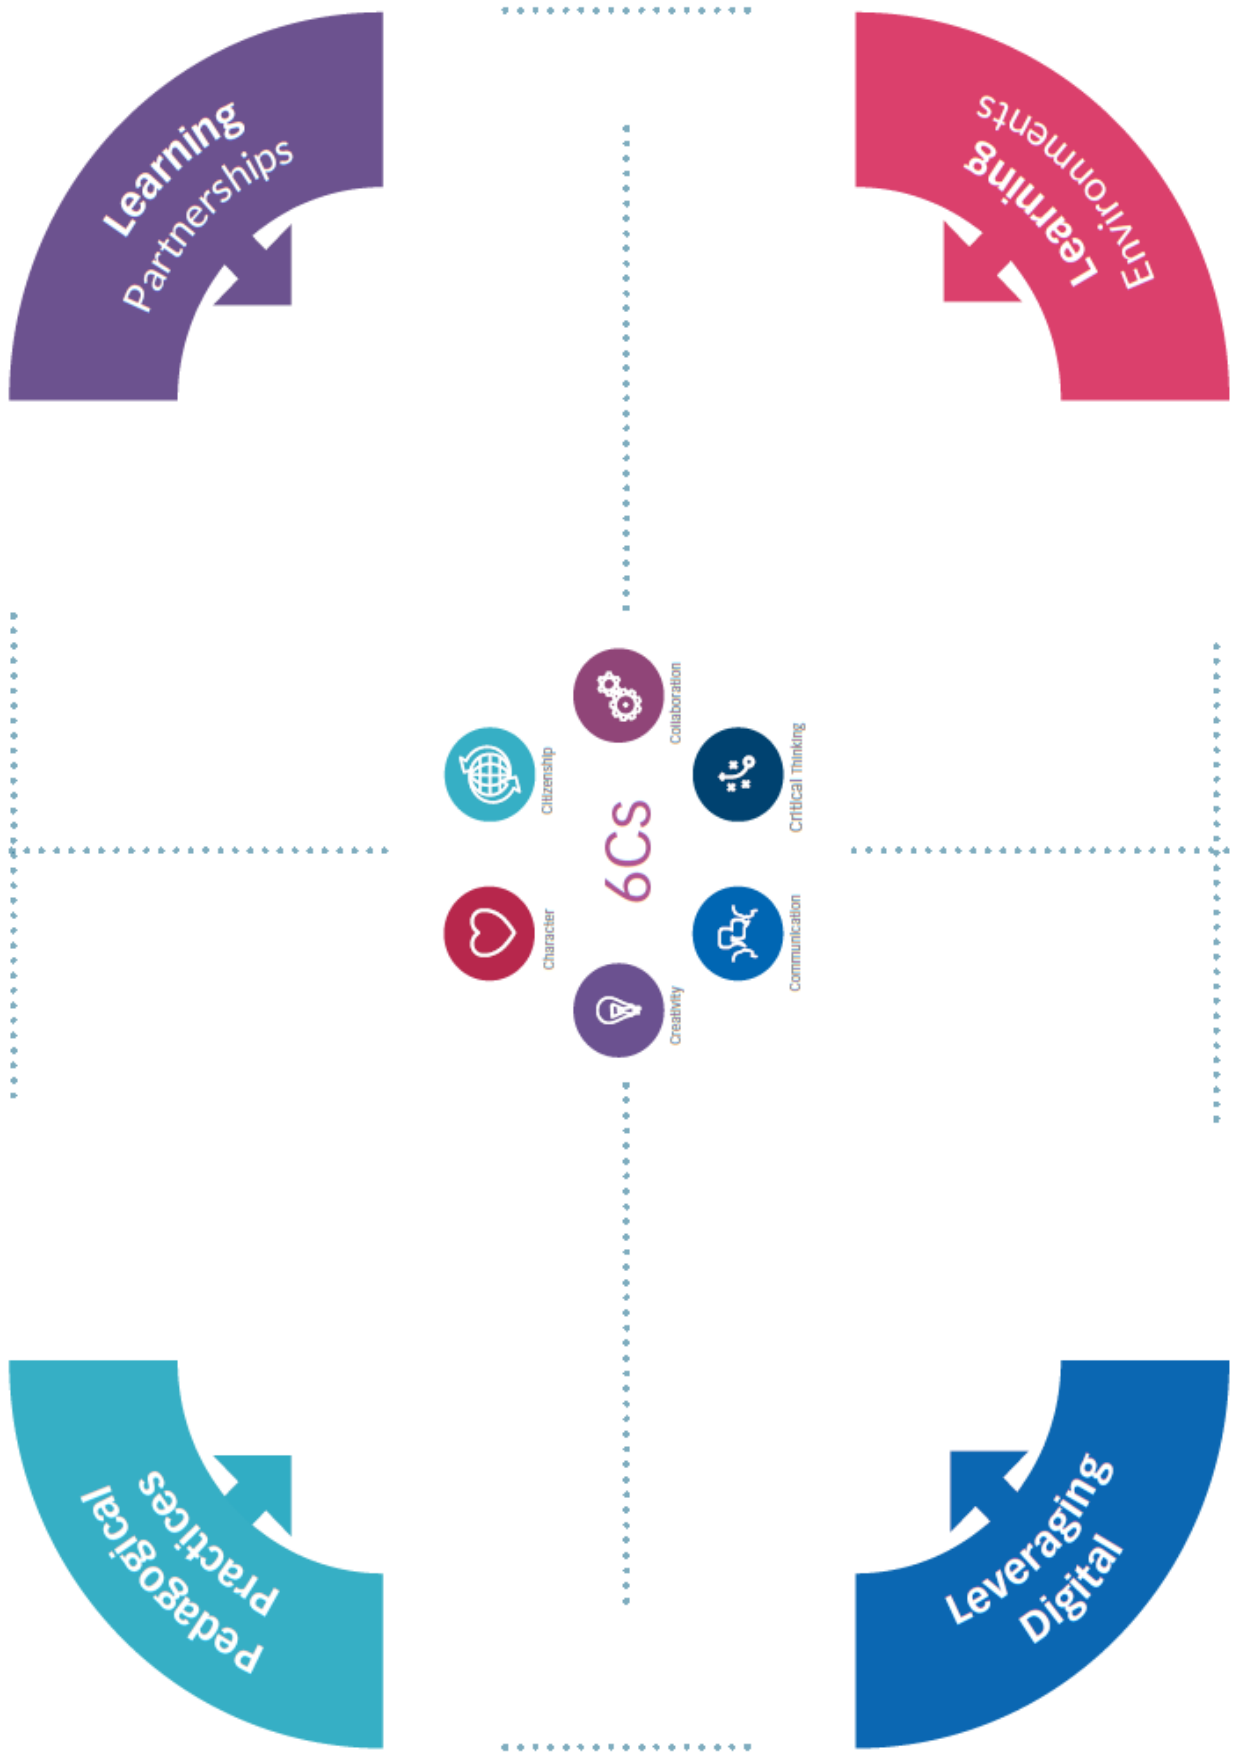 Pedagogical
Practices
Learning
Partnerships
Character
Citizenship
Creativity
6Cs
Collaboration
Communication
Critical Thinking
Leveraging
Digital
Learning
Environments